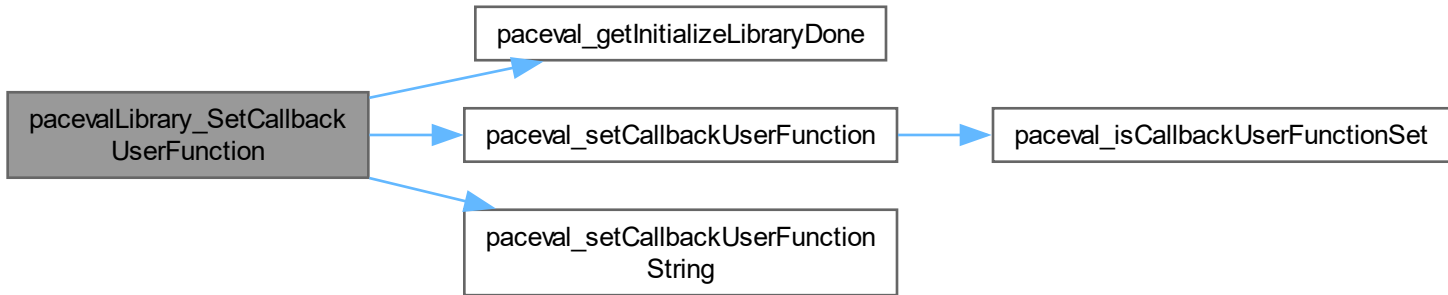 paceval_getInitializeLibraryDone
pacevalLibrary_SetCallback
UserFunction
paceval_setCallbackUserFunction
paceval_isCallbackUserFunctionSet
paceval_setCallbackUserFunction
String